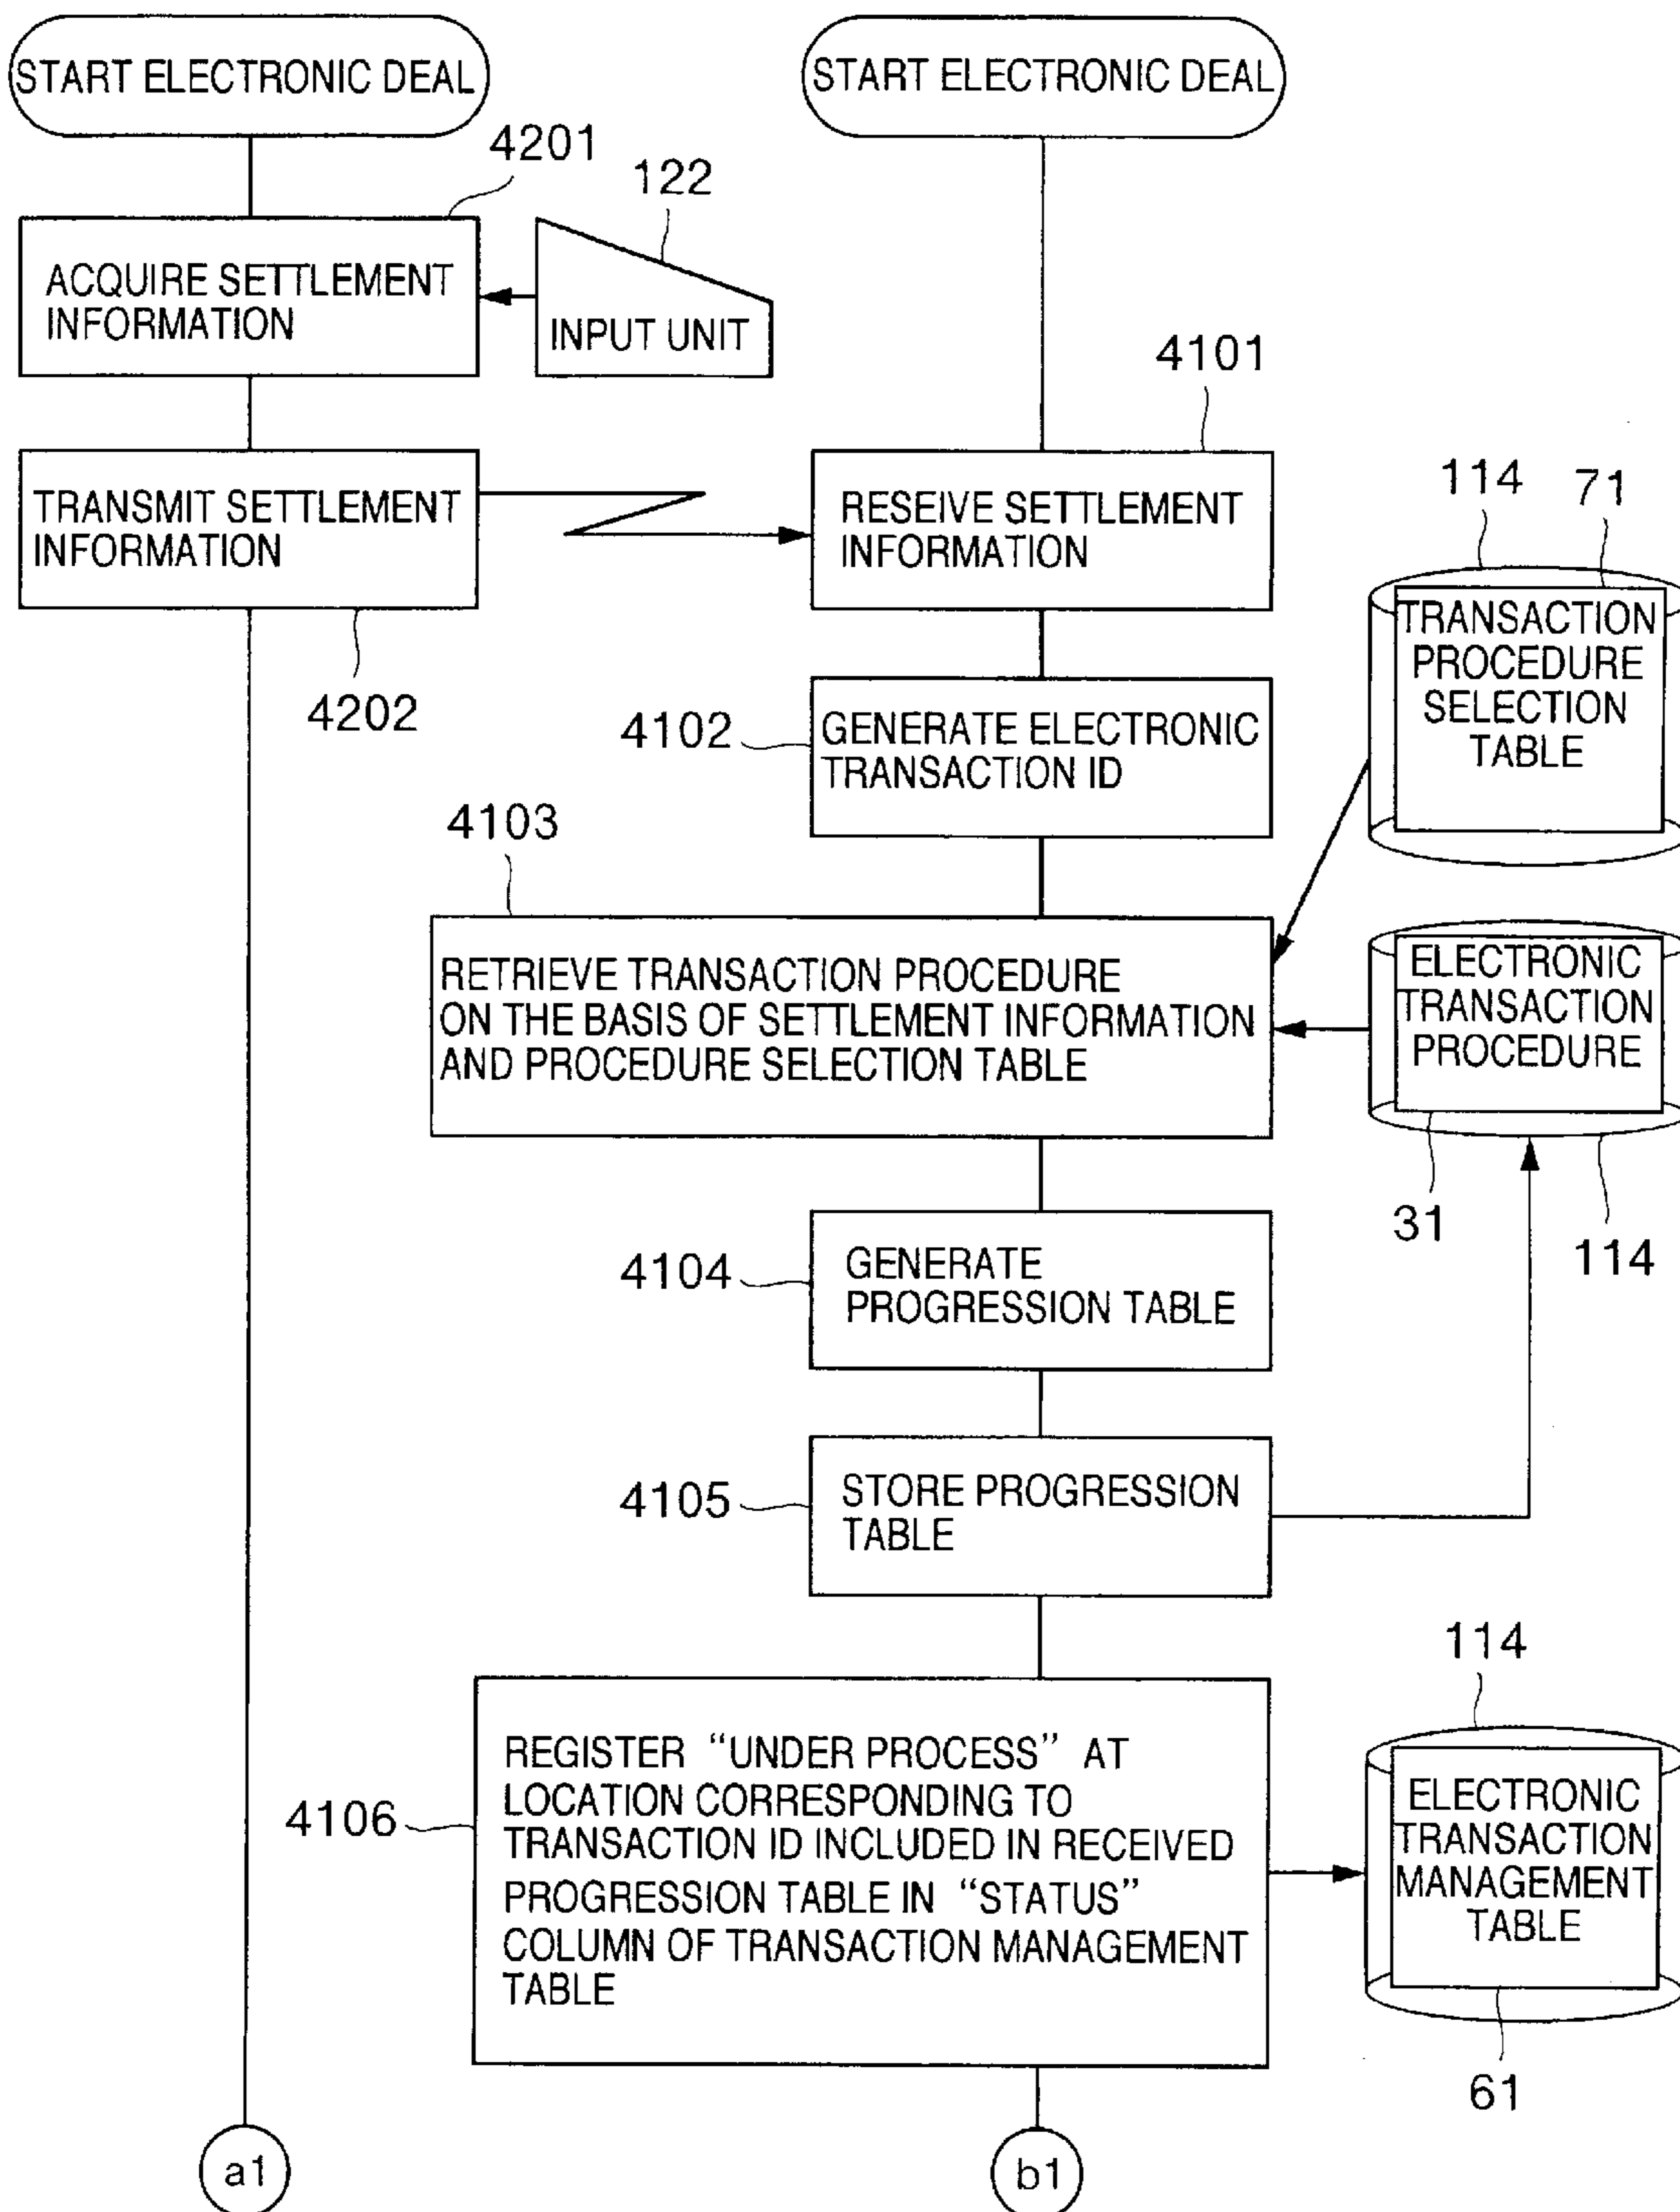 START ELECTRONIC DEAL
START ELECTRONIC DEAL
4201
122
ACQUIRE SETTLEMENT
INFORMATION
INPUT UNIT
4101
TRANSMIT SETTLEMENT
INFORMATION
4202
RESEIVE SETTLEMENT
INFORMATION
114
71
TRANSACTION
PROCEDURE
SELECTION
TABLE
4102
GENERATE ELECTRONIC
TRANSACTION ID
4103
RETRIEVE TRANSACTION PROCEDURE
ON THE BASIS OF SETTLEMENT INFORMATION
AND PROCEDURE SELECTION TABLE
ELECTRONIC
TRANSACTION
PROCEDURE
31
114
4104
GENERATE
PROGRESSION TABLE
4105
STORE PROGRESSION
TABLE
4106
REGISTER “UNDER PROCESS” AT
LOCATION CORRESPONDING TO
TRANSACTION ID INCLUDED IN RECEIVED
PROGRESSION TABLE IN “STATUS”
COLUMN OF TRANSACTION MANAGEMENT
TABLE
114
ELECTRONIC
TRANSACTION
MANAGEMENT
TABLE
61
a1
b1